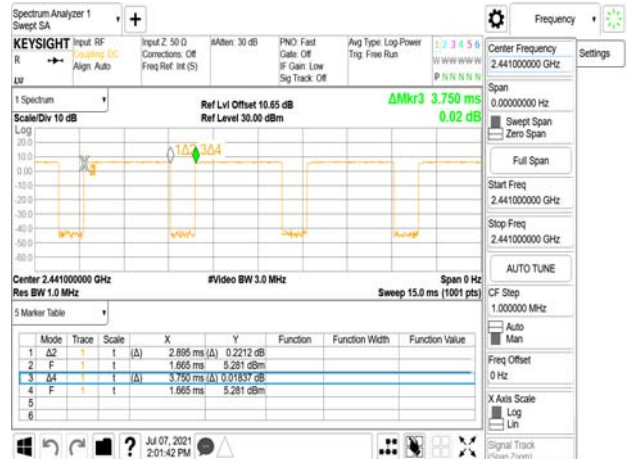 Spectrum Analyzer 1
Swept SA
+
Frequency
KEYSIGHT
Input: RF
Coupling: DC
Align: Auto
Input Z: 50 Ω
Corrections: Off
Freq Ref: Int (S)
#Atten: 30 dB
PNO: Fast
Gate: Off
IF Gain: Low
Sig Track: Off
Avg Type: Log-Power
Trig: Free Run
1 2 3 4 5 6
W W W W W W
P N N N N N
R
LVI
Settings
Center Frequency
2.441000000 GHz
Span
0.00000000 Hz
Swept Span
Zero Span
Full Span
Start Freq
2.441000000 GHz
Stop Freq
2.441000000 GHz
AUTO TUNE
CF Step
1.000000 MHz
Auto
Man
Freq Offset
0 Hz
X Axis Scale
Log
Lin
Signal Track
(Span Zoom)
1 Spectrum
Scale/Div 10 dB
Ref Lvl Offset 10.65 dB
Ref Level 30.00 dBm
ΔMkr3 3.750 ms
0.02 dB
Log
20.0
10.0
0.00
-10.0
-20.0
-30.0
-40.0
-50.0
-60.0
1Δ2 3Δ4
Center 2.441000000 GHz
#Video BW 3.0 MHz
Span 0 Hz
Res BW 1.0 MHz
Sweep 15.0 ms (1001 pts)
5 Marker Table
Mode Trace Scale X Y Function Function Width Function Value
1 Δ2 1 t (Δ) 2.895 ms (Δ) 0.2212 dB
2 F 1 t 1.665 ms 5.281 dBm
3 Δ4 1 t (Δ) 3.750 ms (Δ) 0.01837 dB
4 F 1 t 1.665 ms 5.281 dBm
5
6
?
Jul 07, 2021
2:01:42 PM